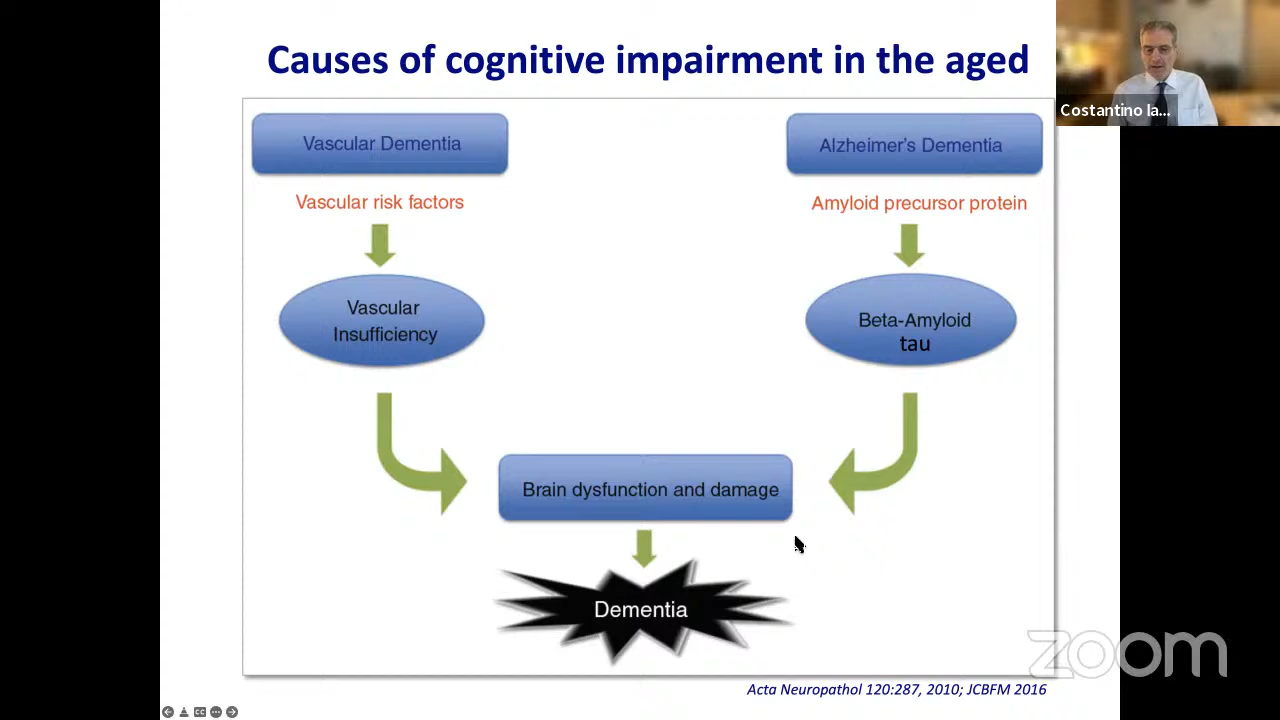 Causes of cognitive impairment in the aged
Costantino Ia...
Vascular Dementia
Alzheimer's Dementia
Vascular risk factors
Amyloid precursor protein
Vascular
Insufficiency
Beta-Amyloid
tau
Brain dysfunction and damage
Dementia
zoom
Acta Neuropathol 120:287, 2010; JCBFM 2016
CC